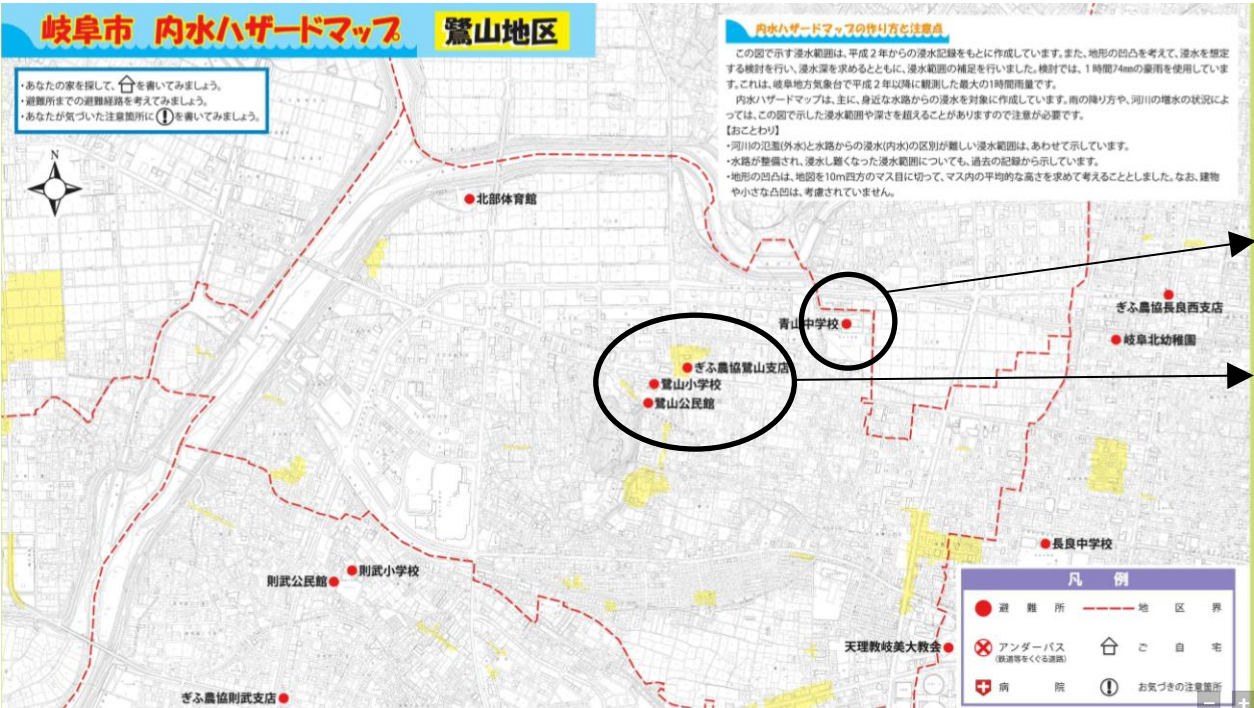 岐阜市 内水ハザードマップ 鷺山地区
・あなたの家を探して、を書いてみましょう。
・避難所までの避難経路を考えてみましょう。
・あなたが気づいた注意箇所に!を書いてみましょう。
N
内水ハザードマップの作り方と注意点
この図で示す浸水範囲は、平成2年からの浸水記録をもとに作成しています。また、地形の凹凸を考えて、浸水を想定
する検討を行い、浸水深を求めるとともに、浸水範囲の補足を行いました。検討では、1時間74mmの豪雨を使用していま
す。これは、岐阜地方気象台で平成2年以降に観測した最大の1時間雨量です。
内水ハザードマップは、主に、身近な水路からの浸水を対象に作成しています。雨の降り方や、河川の増水の状況によ
っては、この図で示した浸水範囲や深さを超えることがありますので注意が必要です。
【おことわり】
・河川の氾濫(外水)と水路からの浸水(内水)の区別が難しい浸水範囲は、あわせて示しています。
・水路が整備され、浸水し難くなった浸水範囲についても、過去の記録から示しています。
・地形の凹凸は、地図を10m四方のマス目に切って、マス内の平均的な高さを求めて考えることとしました。なお、建物
や小さな凸凹は、考慮されていません。
北部体育館
ぎふ農協長良西支店
青山中学校
岐阜北幼稚園
ぎふ農協鷺山支店
鷺山小学校
鷺山公民館
長良中学校
則武小学校
則武公民館
天理教岐美大教会
ぎふ農協則武支店
凡例
避難所 地区界
アンダーパス ご自宅
(鉄道等をくぐる道路)
病院 ! お気づきの注意箇所